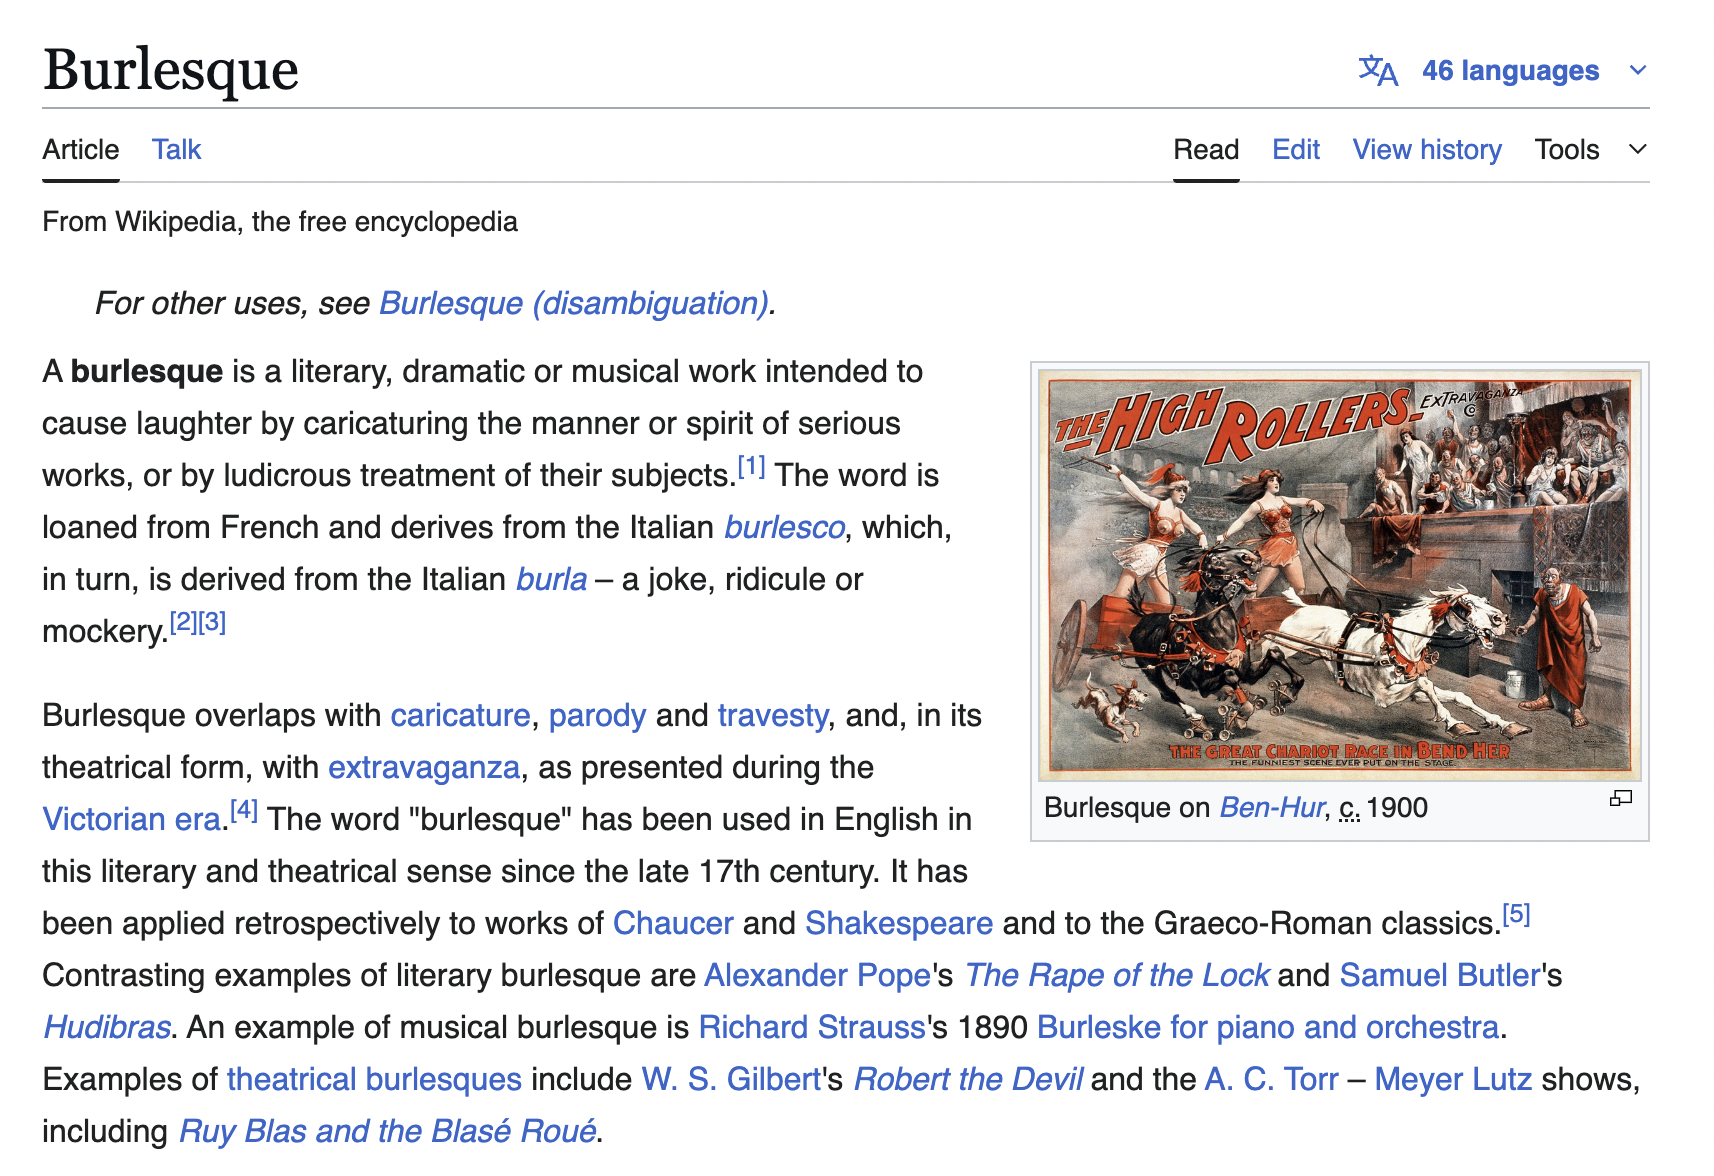 Burlesque
46 languages
Article Talk
Read Edit View history Tools
From Wikipedia, the free encyclopedia
For other uses, see Burlesque (disambiguation).
A burlesque is a literary, dramatic or musical work intended to
cause laughter by caricaturing the manner or spirit of serious
works, or by ludicrous treatment of their subjects.[1] The word is
loaned from French and derives from the Italian burlesco, which,
in turn, is derived from the Italian burla – a joke, ridicule or
mockery.[2][3]
THE HIGH ROLLERS EXTRAVAGANZA Co
BEER
THE GREAT CHARIOT RACE IN BEND HER
THE FUNNIEST SCENE EVER PUT ON THE STAGE.
Burlesque on Ben-Hur, c. 1900
Burlesque overlaps with caricature, parody and travesty, and, in its
theatrical form, with extravaganza, as presented during the
Victorian era.[4] The word "burlesque" has been used in English in
this literary and theatrical sense since the late 17th century. It has
been applied retrospectively to works of Chaucer and Shakespeare and to the Graeco-Roman classics.[5]
Contrasting examples of literary burlesque are Alexander Pope's The Rape of the Lock and Samuel Butler's
Hudibras. An example of musical burlesque is Richard Strauss's 1890 Burleske for piano and orchestra.
Examples of theatrical burlesques include W. S. Gilbert's Robert the Devil and the A. C. Torr – Meyer Lutz shows,
including Ruy Blas and the Blasé Roué.